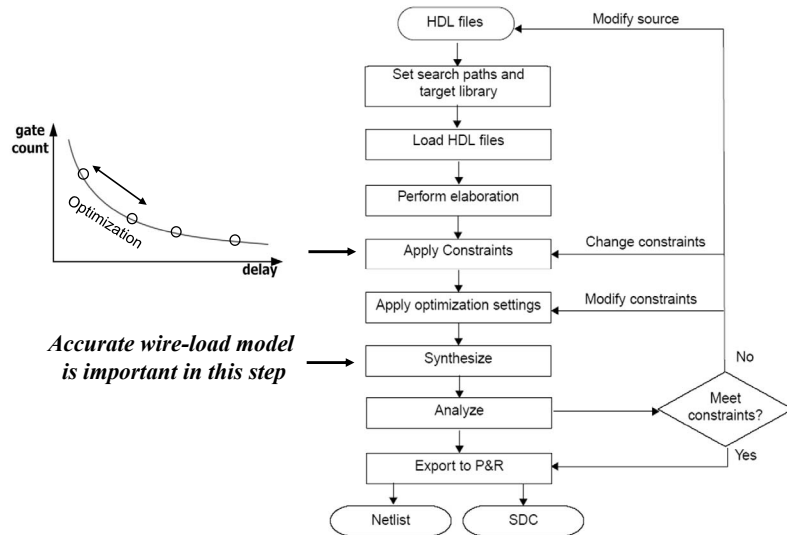 HDL files
Modify source
Set search paths and
target library
Load HDL files
Perform elaboration
gate
count
Optimization
delay
Apply Constraints
Change constraints
Apply optimization settings
Modify constraints
Accurate wire-load model
is important in this step
Synthesize
No
Analyze
Meet
constraints?
Yes
Export to P&R
Netlist
SDC